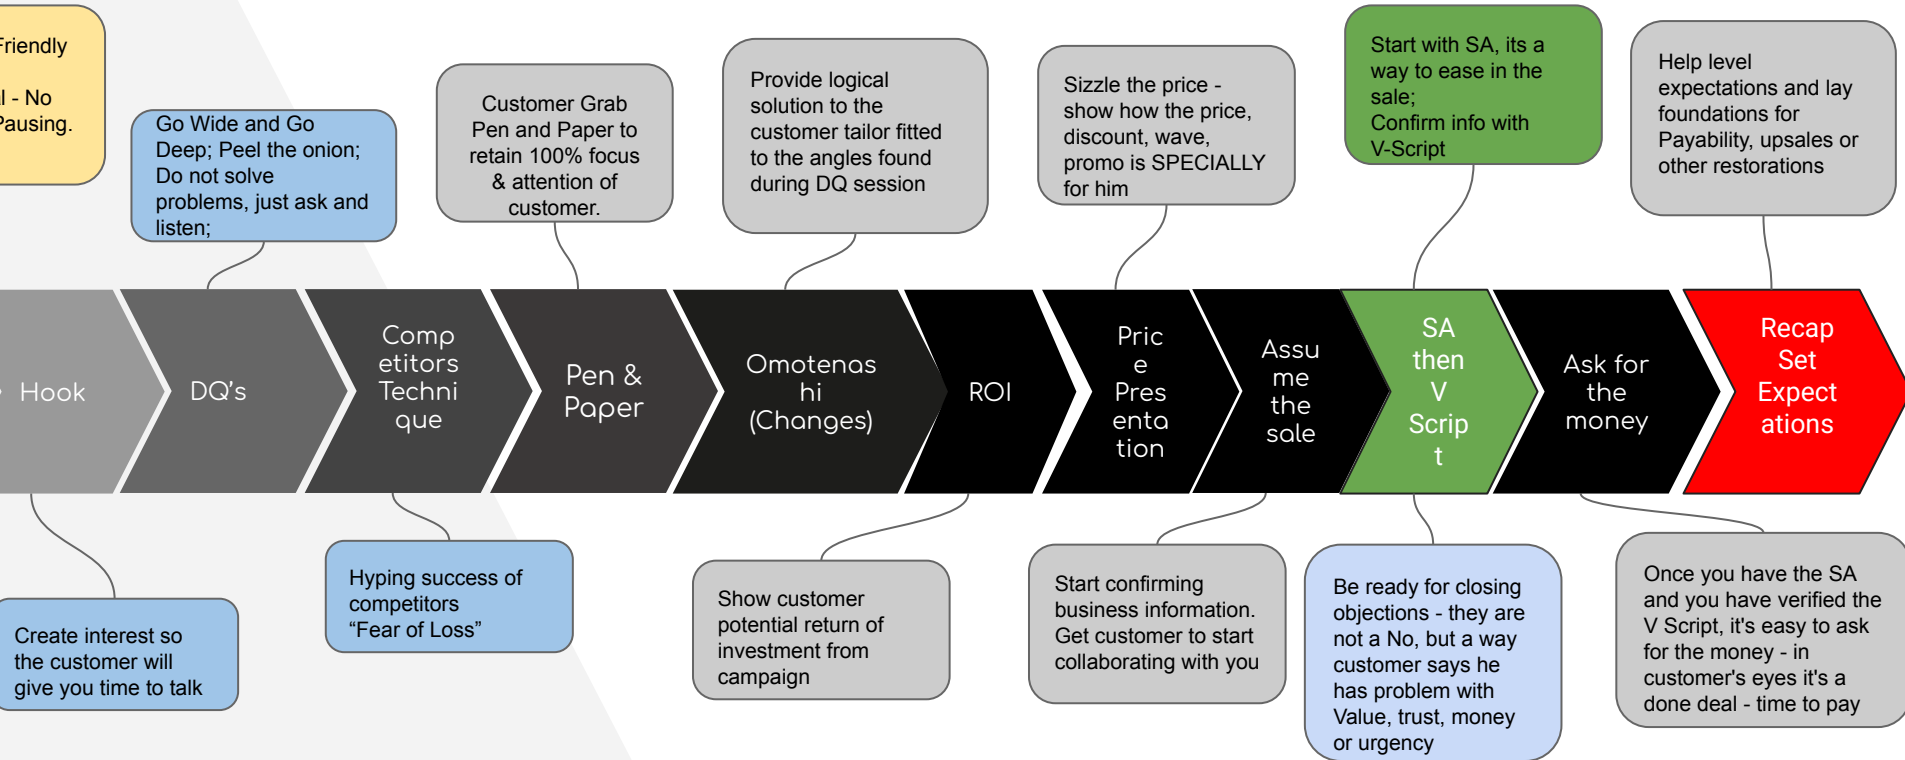 Friendly
l - No
Pausing.
Go Wide and Go
Deep; Peel the onion;
Do not solve
problems, just ask and
listen;
Customer Grab
Pen and Paper to
retain 100% focus
& attention of
customer.
Provide logical
solution to the
customer tailor fitted
to the angles found
during DQ session
Sizzle the price -
show how the price,
discount, wave,
promo is SPECIALLY
for him
Start with SA, its a
way to ease in the
sale;
Confirm info with
V-Script
Help level
expectations and lay
foundations for
Payability, upsales or
other restorations
Hook
DQ's
Comp
etitors
Techni
que
Pen &
Paper
Omotenas
hi
(Changes)
ROI
Pric
e
Pres
enta
tion
Assu
me
the
sale
SA
then
V
Scrip
t
Ask for
the
money
Recap
Set
Expect
ations
Create interest so
the customer will
give you time to talk
Hyping success of
competitors
“Fear of Loss”
Show customer
potential return of
investment from
campaign
Start confirming
business information.
Get customer to start
collaborating with you
Be ready for closing
objections - they are
not a No, but a way
customer says he
has problem with
Value, trust, money
or urgency
Once you have the SA
and you have verified the
V Script, it's easy to ask
for the money - in
customer's eyes it's a
done deal - time to pay